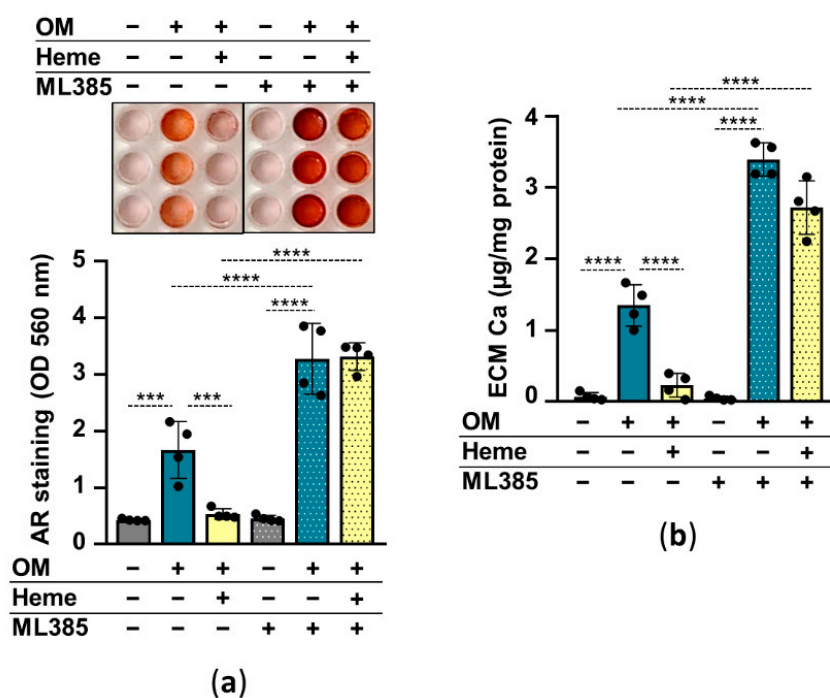 OM – + + – + +
Heme – – + – – +
ML385 – – – + + +
****
****
****
*** ***
AR staining (OD 560 nm)
5
4
3
2
1
0
OM – + + – + +
Heme – – + – – +
ML385 – – – + + +
(a)
****
****
****
**** ****
ECM Ca (µg/mg protein)
4
3
2
1
0
OM – + + – + +
Heme – – + – – +
ML385 – – – + + +
(b)